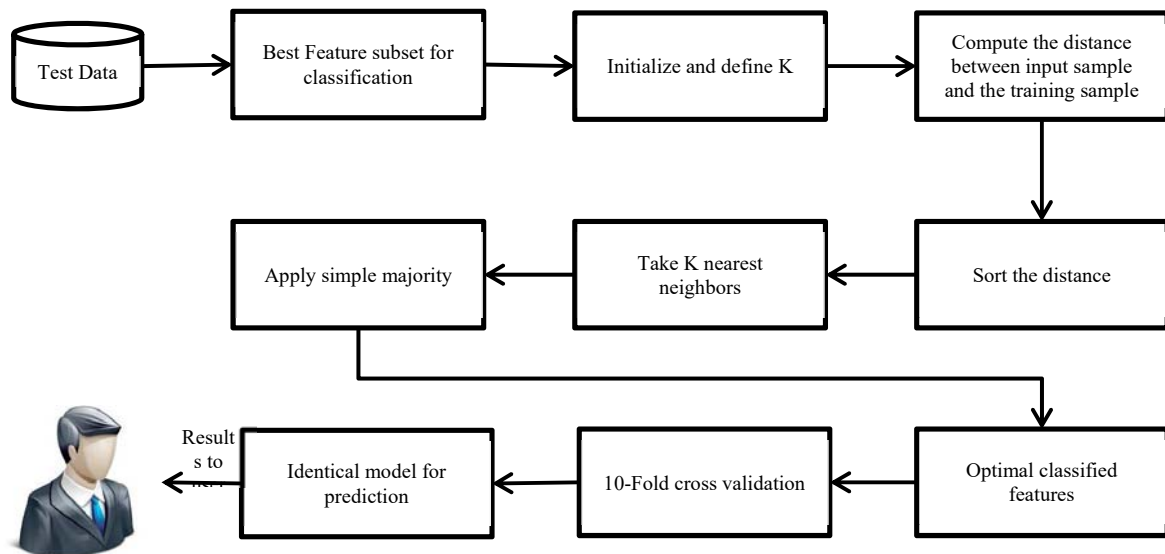 Test Data
Best Feature subset for
classification
Initialize and define K
Compute the distance
between input sample
and the training sample
Sort the distance
Take K nearest
neighbors
Apply simple majority
Optimal classified
features
10-Fold cross validation
Identical model for
prediction
Result
s to